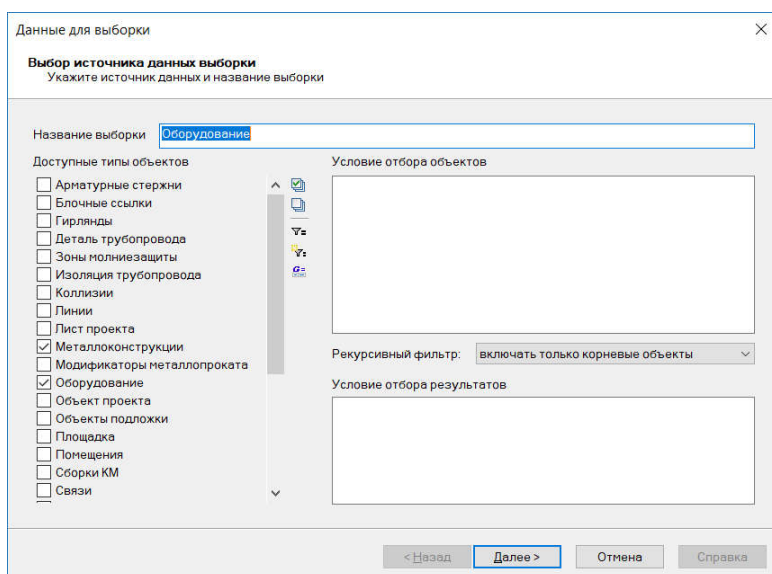 Данные для выборки
Выбор источника данных выборки
Укажите источник данных и название выборки
Название выборки Оборудование
Доступные типы объектов
Арматурные стержни
Блочные ссылки
Гирлянды
Деталь трубопровода
Зоны молниезащиты
Изоляция трубопровода
Коллизии
Линии
Лист проекта
Металлоконструкции
Модификаторы металлопроката
Оборудование
Объект проекта
Объекты подложки
Площадка
Помещения
Сборки КМ
Связи
Условие отбора объектов
Рекурсивный фильтр: включать только корневые объекты
Условие отбора результатов
< Назад Далее > Отмена Справка